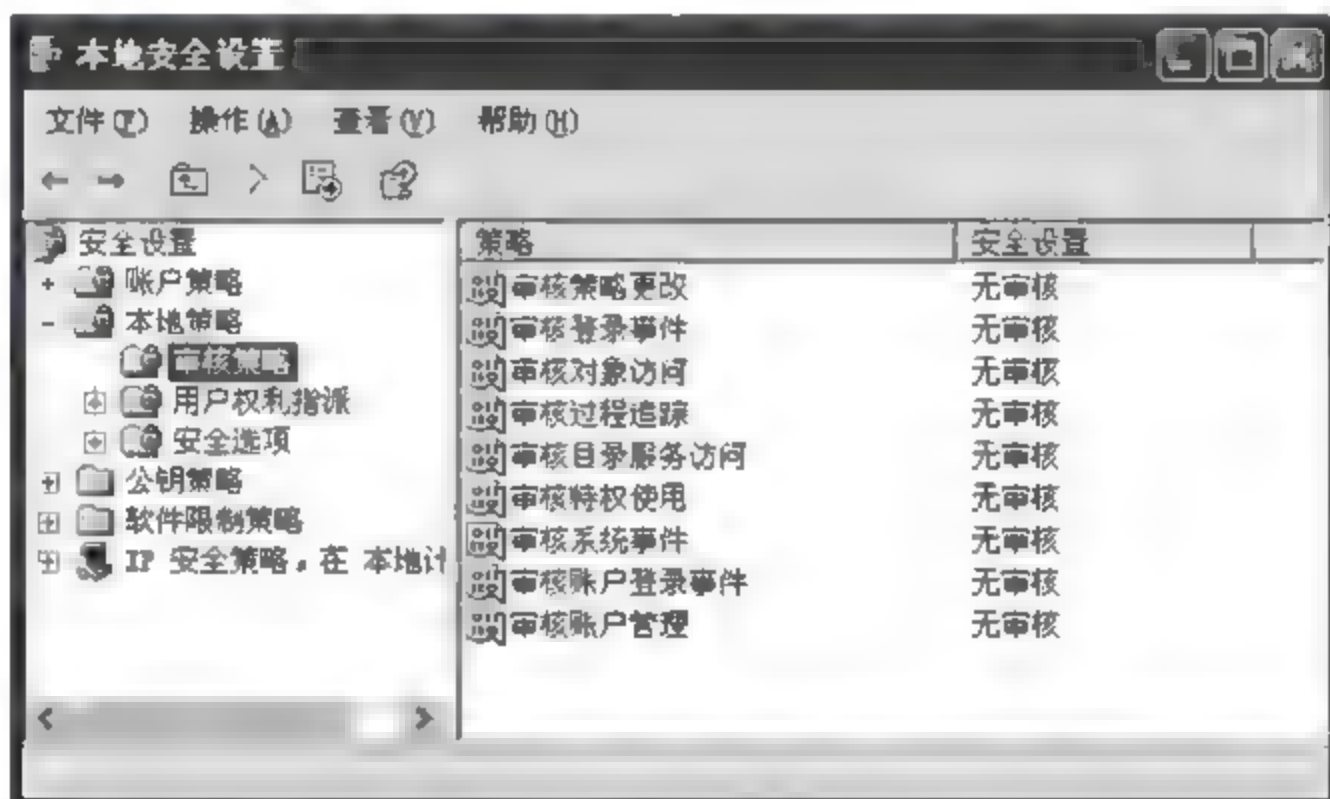 本地安全设置
文件(F) 操作(A) 查看(V) 帮助(H)
安全设置
账户策略
本地策略
审核策略
用户权利指派
安全选项
公钥策略
软件限制策略
IP 安全策略,在 本地计
策略 安全设置
审核策略更改 无审核
审核登录事件 无审核
审核对象访问 无审核
审核过程追踪 无审核
审核目录服务访问 无审核
审核特权使用 无审核
审核系统事件 无审核
审核账户登录事件 无审核
审核账户管理 无审核